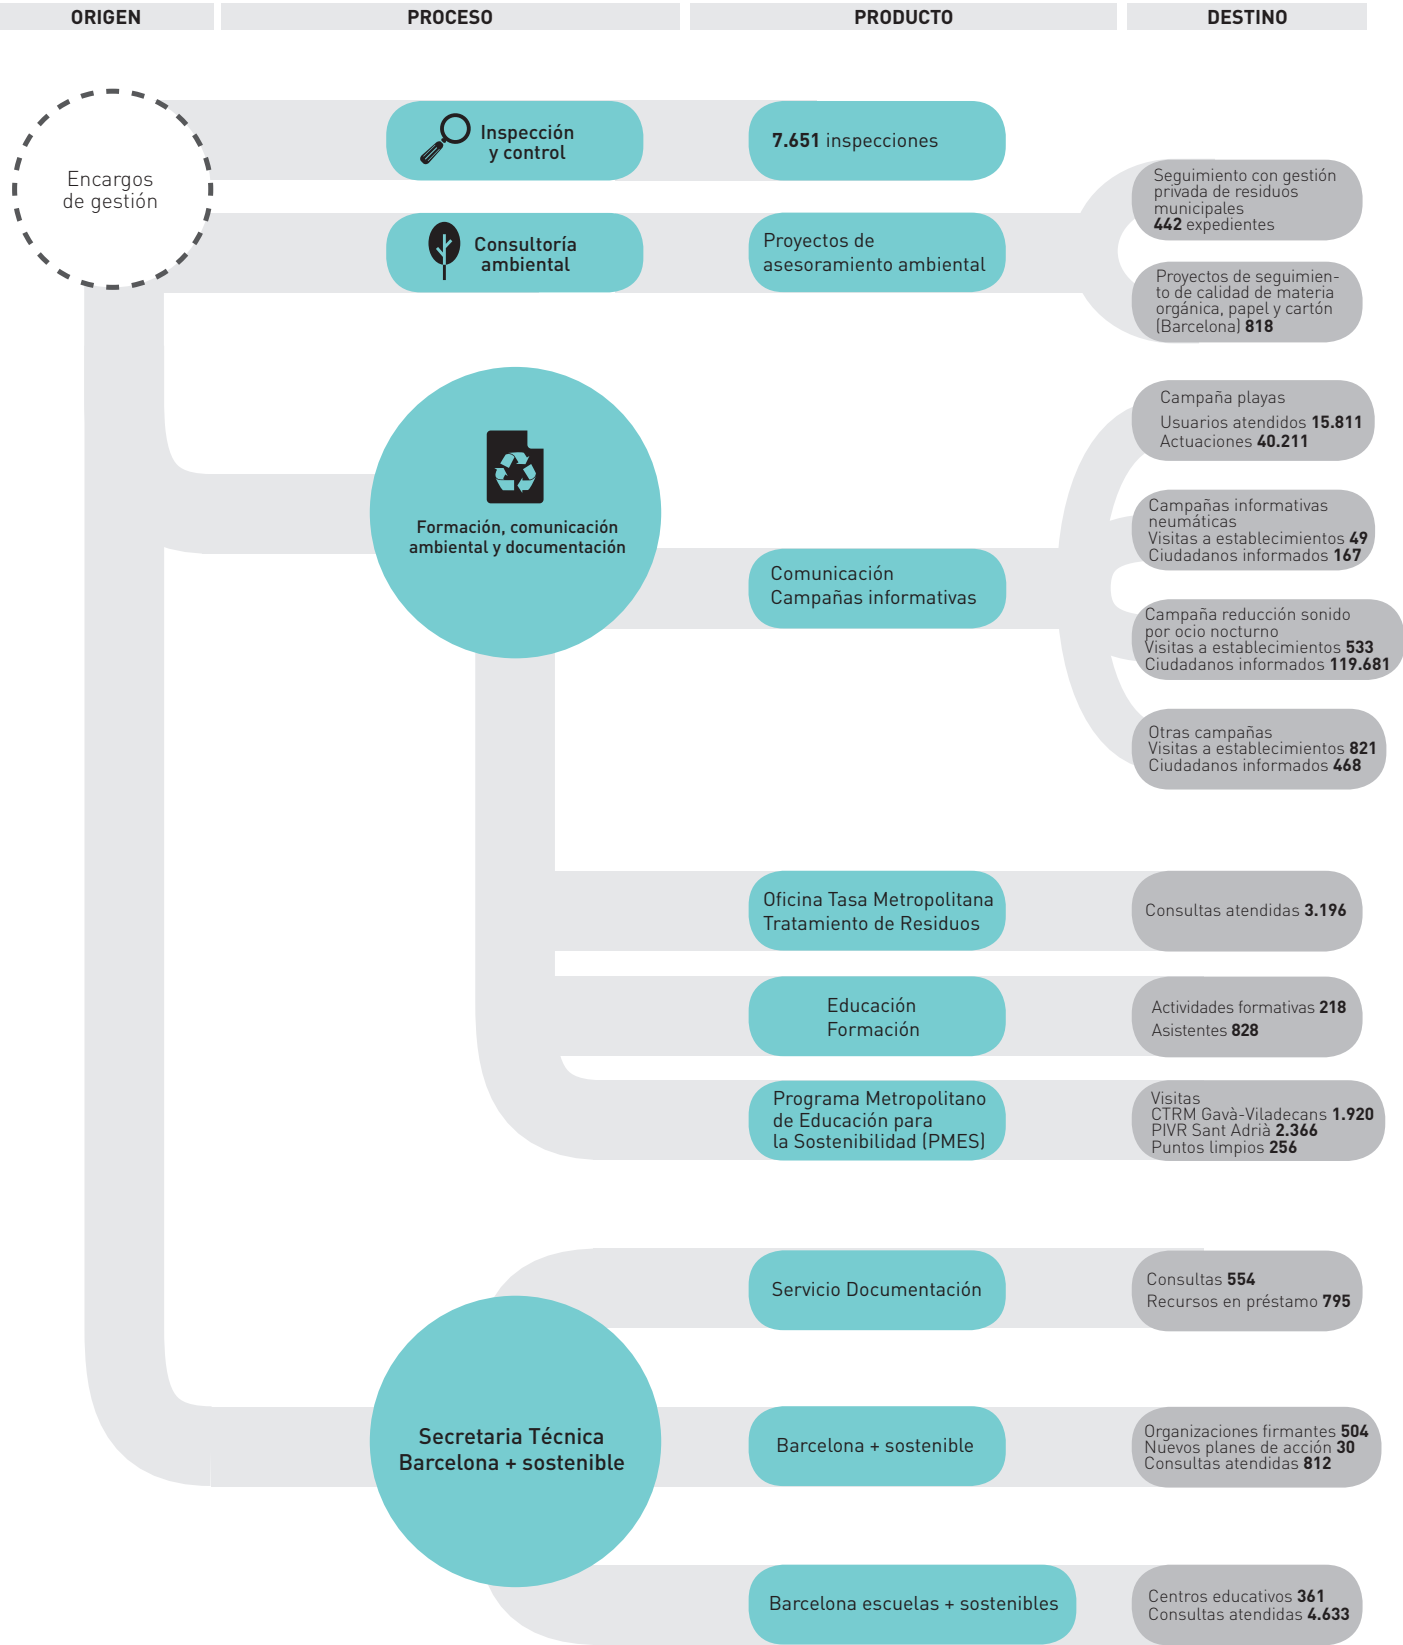 ORIGEN
PROCESO
PRODUCTO
DESTINO
Encargos
de gestión
Inspección
y control
7.651 inspecciones
Consultoría
ambiental
Proyectos de
asesoramiento ambiental
Seguimiento con gestión
privada de residuos
municipales
442 expedientes
Proyectos de seguimien-
to de calidad de materia
orgánica, papel y cartón
(Barcelona) 818
Formación, comunicación
ambiental y documentación
Comunicación
Campañas informativas
Campaña playas
Usuarios atendidos 15.811
Actuaciones 40.211
Campañas informativas
neumáticas
Visitas a establecimientos 49
Ciudadanos informados 167
Campaña reducción sonido
por ocio nocturno
Visitas a establecimientos 533
Ciudadanos informados 119.681
Otras campañas
Visitas a establecimientos 821
Ciudadanos informados 468
Oficina Tasa Metropolitana
Tratamiento de Residuos
Consultas atendidas 3.196
Educación
Formación
Actividades formativas 218
Asistentes 828
Programa Metropolitano
de Educación para
la Sostenibilidad (PMES)
Visitas
CTRM Gavà-Viladecans 1.920
PIVR Sant Adrià 2.366
Puntos limpios 256
Servicio Documentación
Consultas 554
Recursos en préstamo 795
Secretaria Técnica
Barcelona + sostenible
Barcelona + sostenible
Organizaciones firmantes 504
Nuevos planes de acción 30
Consultas atendidas 812
Barcelona escuelas + sostenibles
Centros educativos 361
Consultas atendidas 4.633